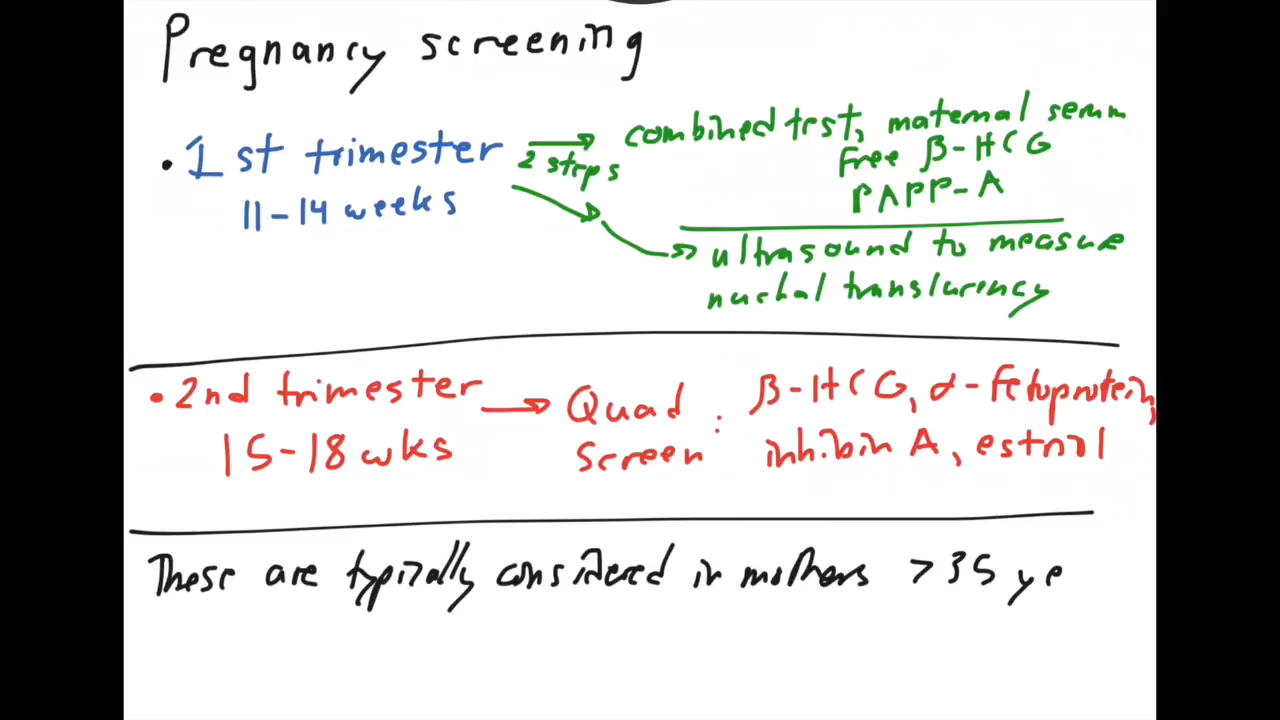 Pregnancy screening
• 1st trimester → 2 steps combined test, maternal serum
Free β-HCG
PAPP-A
11-14 weeks
→ ultrasound to measure
nuchal translucency
• 2nd trimester → Quad : β-HCG, α-Fetoprotein,
15-18 wks Screen inhibin A, estriol
These are typically considered in mothers >35 ye